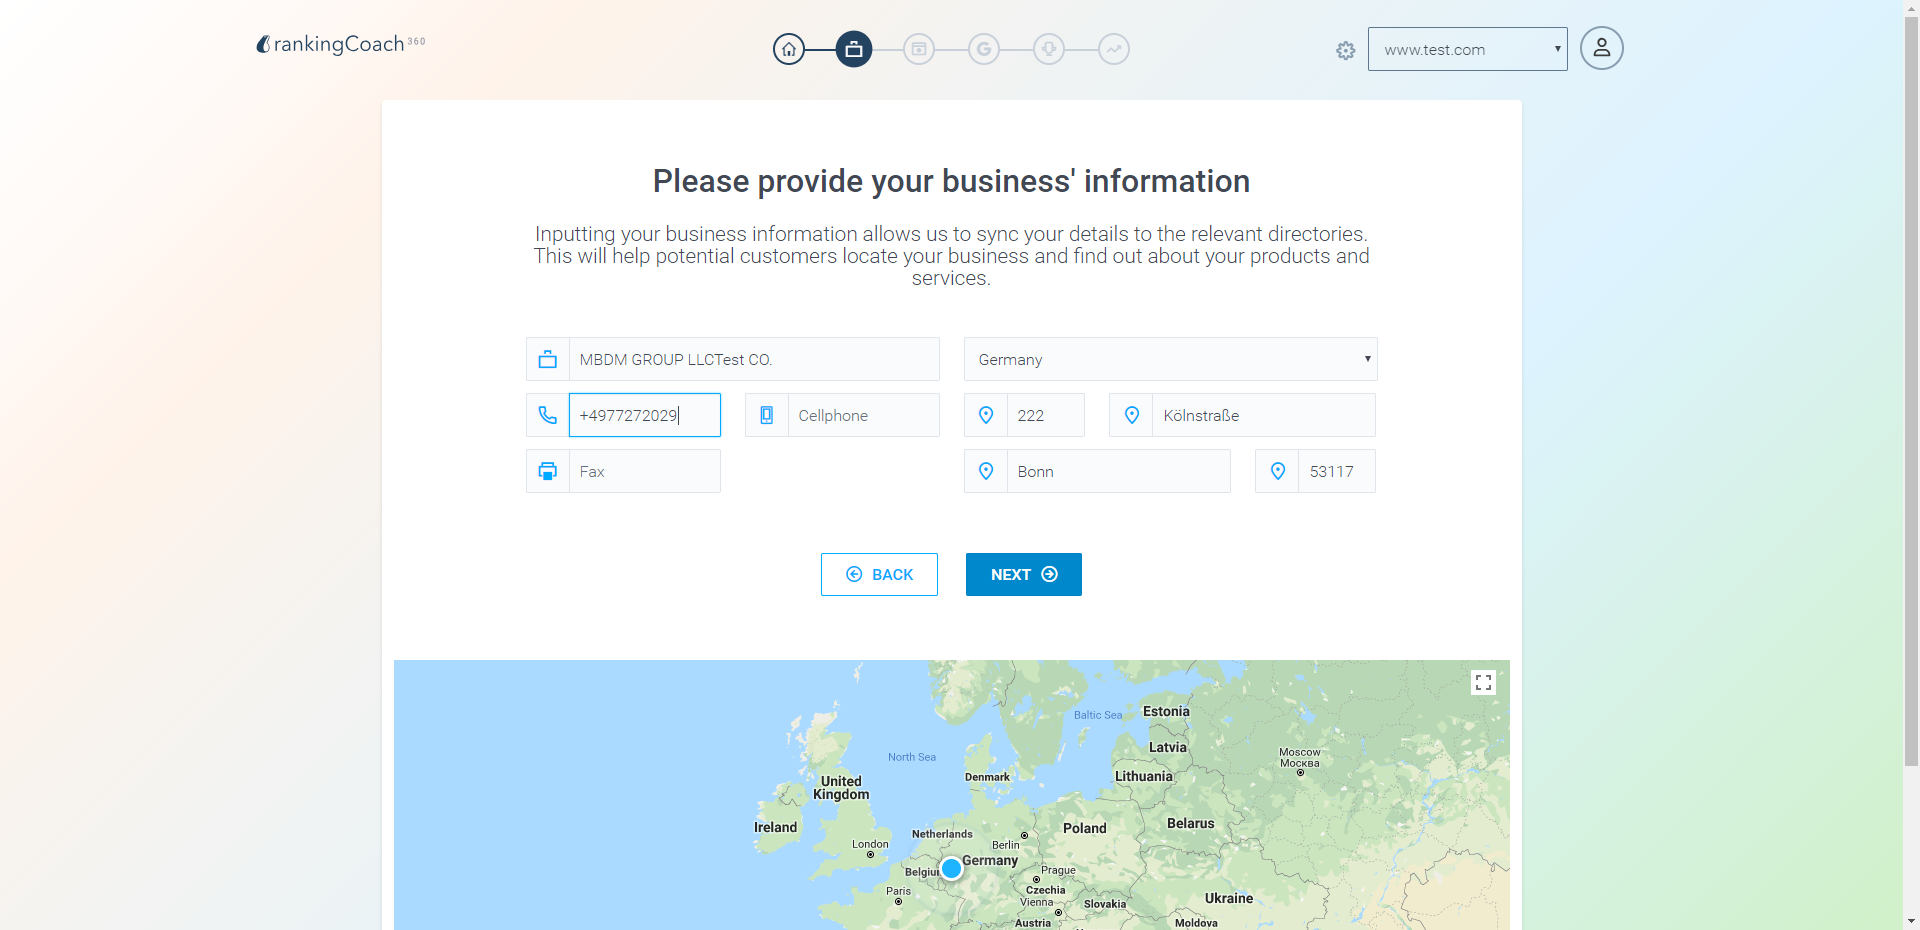 rankingCoach 360
www.test.com
Please provide your business' information
Inputting your business information allows us to sync your details to the relevant directories.
This will help potential customers locate your business and find out about your products and
services.
MBDM GROUP LLCTest CO.
Germany
+4977272029
Cellphone
222
Kölnstraße
Fax
Bonn
53117
BACK
NEXT
Baltic Sea
Estonia
North Sea
Latvia
Moscow
Москва
Denmark
Lithuania
United
Kingdom
Ireland
Belarus
Poland
Netherlands
London
Berlin
Germany
Belgiu
Prague
Paris
Czechia
Ukraine
Vienna
Slovakia
Austria
Moldova